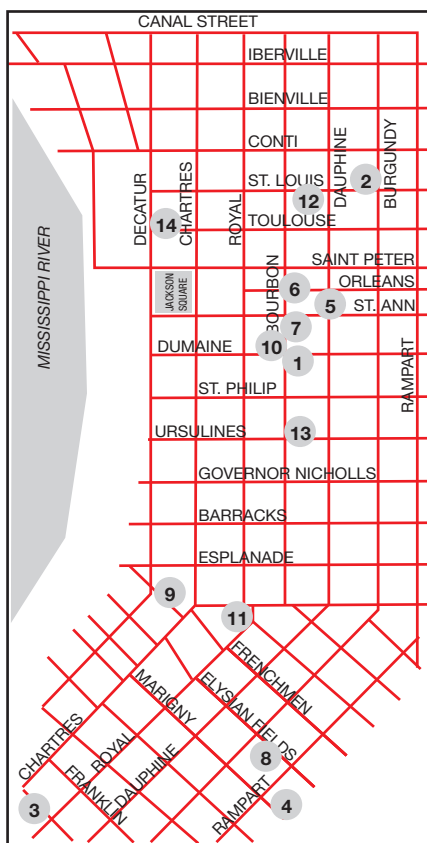 CANAL STREET
IBERVILLE
BIENVILLE
CONTI
DECATUR
CHARTRES
ROYAL
BOURBON
DAUPHINE
BURGUNDY
RAMPART
MISSISSIPPI RIVER
ST. LOUIS
2
12
14
TOULOUSE
SAINT PETER
JACKSON
SQUARE
6
ORLEANS
5
ST. ANN
7
10
DUMAINE
1
ST. PHILIP
13
URSULINES
GOVERNOR NICHOLLS
BARRACKS
ESPLANADE
9
11
FRENCHMEN
ELYSIAN FIELDS
MARIGNY
CHARTRES
ROYAL
DAUPHINE
FRANKLIN
RAMPART
8
3
4